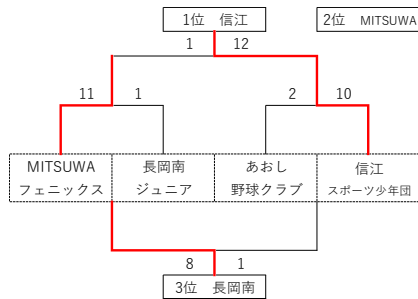 1位 信江
2位 MITSUWA
1 12
11 1 2 10
MITSUWA 長岡南 あおし 信江
フェニックス ジュニア 野球クラブ スポーツ少年団
8 1
3位 長岡南